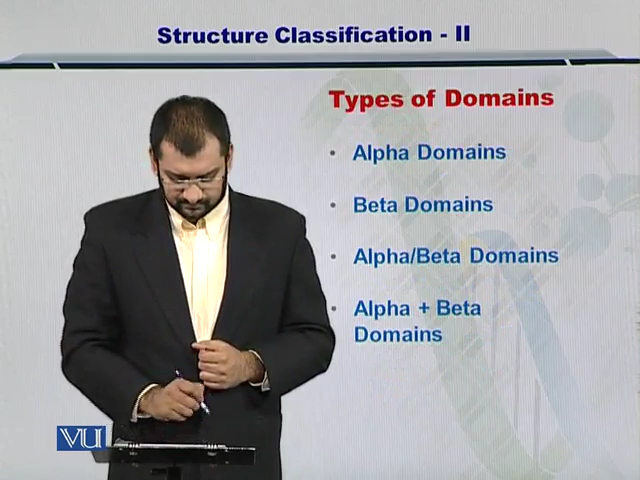 Structure Classification - II
Types of Domains
• Alpha Domains
• Beta Domains
• Alpha/Beta Domains
• Alpha + Beta
Domains
VU